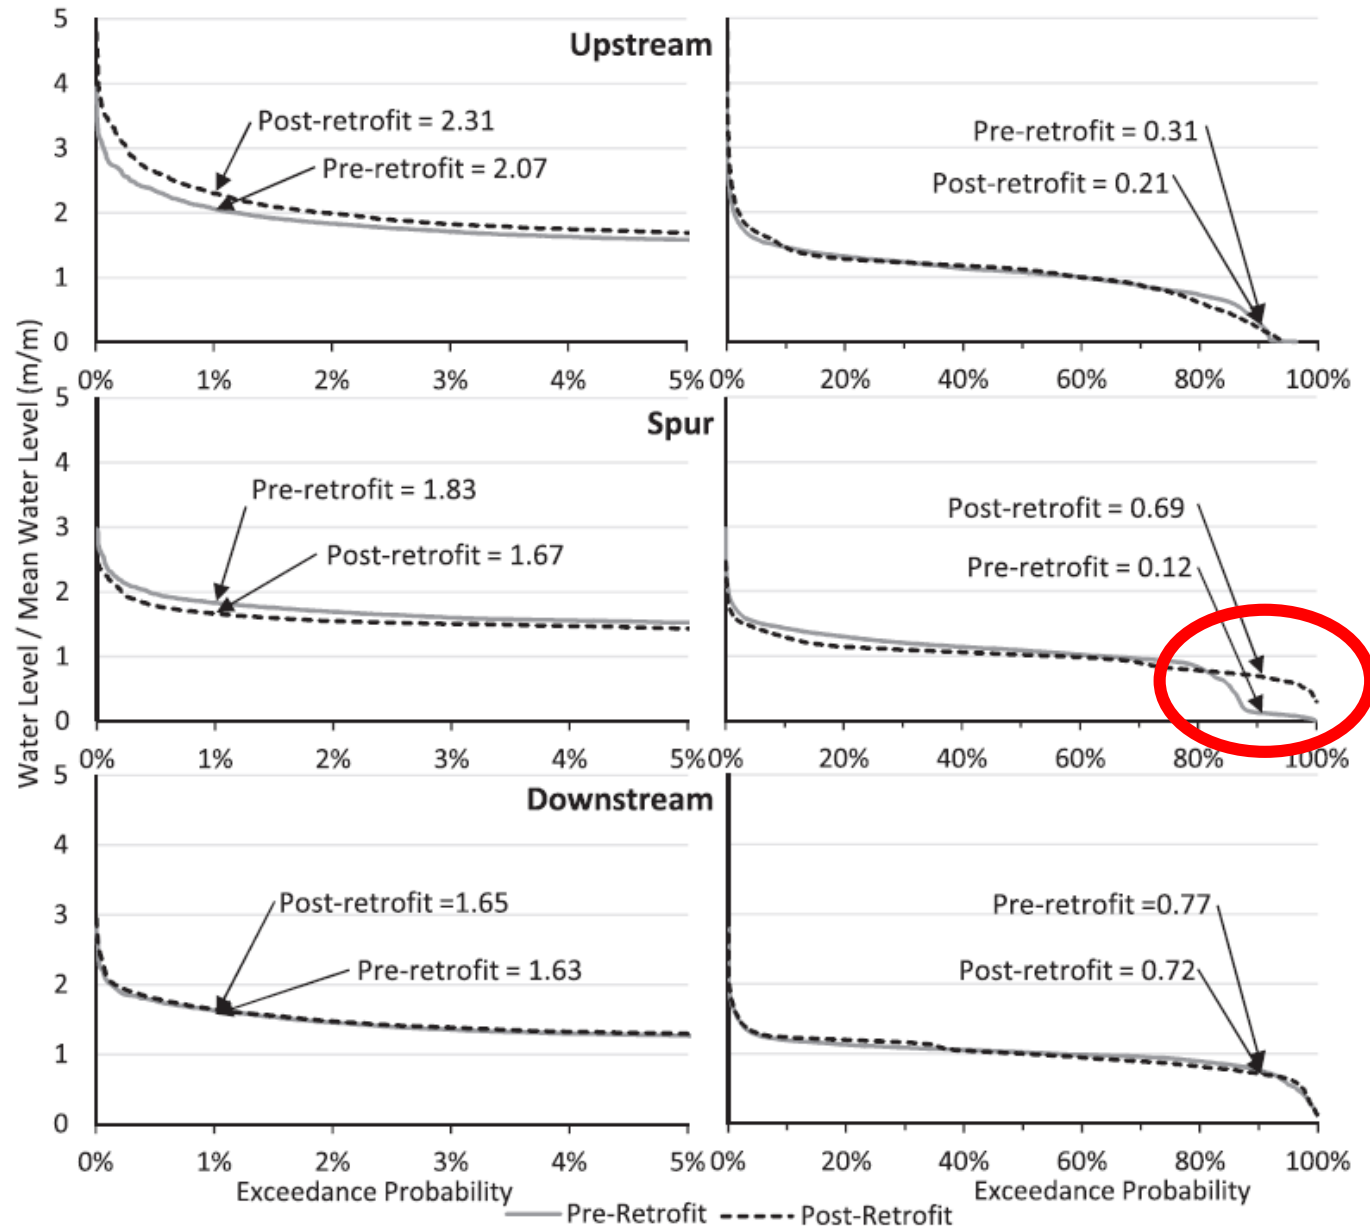 Water Level / Mean Water Level (m/m)
Upstream
5
4
3
2
1
0
Post-retrofit = 2.31
Pre-retrofit = 2.07
0% 1% 2% 3% 4% 5%
Pre-retrofit = 0.31
Post-retrofit = 0.21
0% 20% 40% 60% 80% 100%
Spur
5
4
3
2
1
0
Pre-retrofit = 1.83
Post-retrofit = 1.67
0% 1% 2% 3% 4% 5%
Post-retrofit = 0.69
Pre-retrofit = 0.12
0% 20% 40% 60% 80% 100%
Downstream
5
4
3
2
1
0
Post-retrofit =1.65
Pre-retrofit = 1.63
0% 1% 2% 3% 4% 5%
Exceedance Probability
Pre-retrofit =0.77
Post-retrofit = 0.72
0% 20% 40% 60% 80% 100%
Exceedance Probability
Pre-Retrofit Post-Retrofit